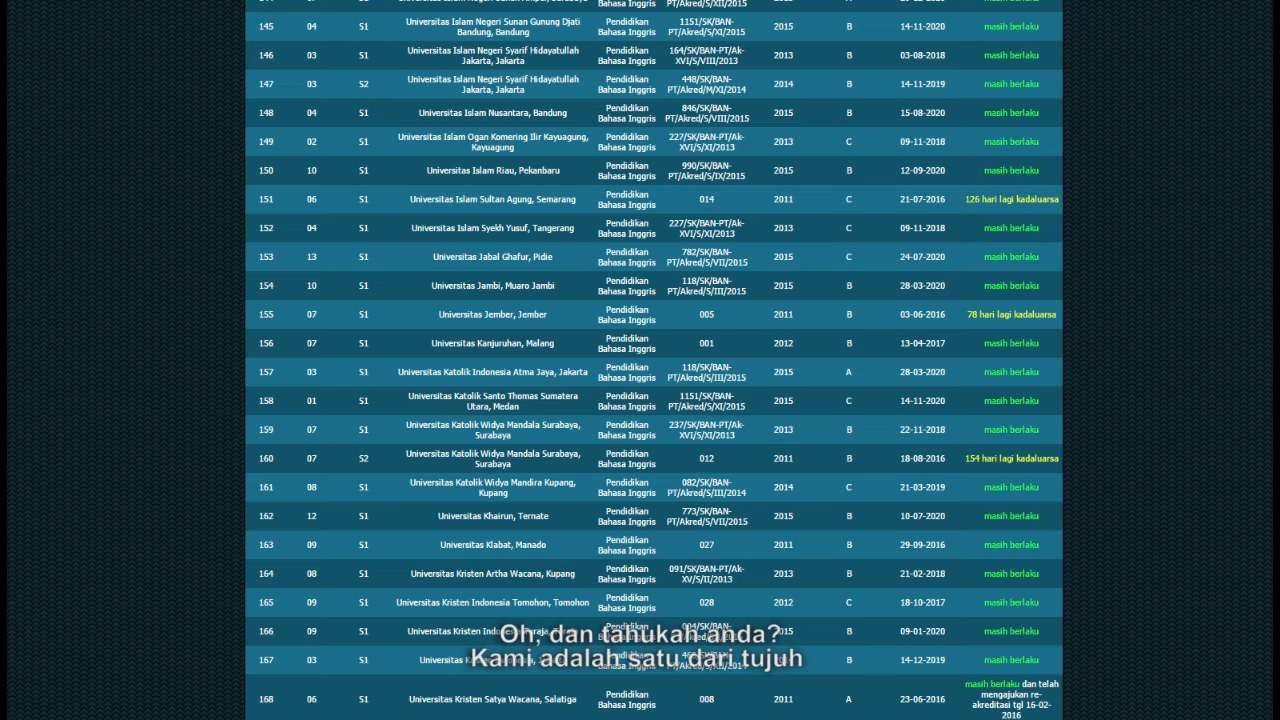 PT/Akred/S/XII/2015
145 04 S1 Universitas Islam Negeri Sunan Gunung Djati Bandung, Bandung Pendidikan Bahasa Inggris 1151/SK/BAN-PT/Akred/S/XI/2015 2015 B 14-11-2020 masih berlaku
146 03 S1 Universitas Islam Negeri Syarif Hidayatullah Jakarta, Jakarta Pendidikan Bahasa Inggris 164/SK/BAN-PT/Ak-XVI/S/VIII/2013 2013 B 03-08-2018 masih berlaku
147 03 S2 Universitas Islam Negeri Syarif Hidayatullah Jakarta, Jakarta Pendidikan Bahasa Inggris 448/SK/BAN-PT/Akred/M/XI/2014 2014 B 14-11-2019 masih berlaku
148 04 S1 Universitas Islam Nusantara, Bandung Pendidikan Bahasa Inggris 846/SK/BAN-PT/Akred/S/VIII/2015 2015 B 15-08-2020 masih berlaku
149 02 S1 Universitas Islam Ogan Komering Ilir Kayuagung, Kayuagung Pendidikan Bahasa Inggris 227/SK/BAN-PT/Ak-XVI/S/XI/2013 2013 C 09-11-2018 masih berlaku
150 10 S1 Universitas Islam Riau, Pekanbaru Pendidikan Bahasa Inggris 990/SK/BAN-PT/Akred/S/IX/2015 2015 B 12-09-2020 masih berlaku
151 06 S1 Universitas Islam Sultan Agung, Semarang Pendidikan Bahasa Inggris 014 2011 C 21-07-2016 126 hari lagi kadaluarsa
152 04 S1 Universitas Islam Syekh Yusuf, Tangerang Pendidikan Bahasa Inggris 227/SK/BAN-PT/Ak-XVI/S/XI/2013 2013 C 09-11-2018 masih berlaku
153 13 S1 Universitas Jabal Ghafur, Pidie Pendidikan Bahasa Inggris 782/SK/BAN-PT/Akred/S/VII/2015 2015 C 24-07-2020 masih berlaku
154 10 S1 Universitas Jambi, Muaro Jambi Pendidikan Bahasa Inggris 118/SK/BAN-PT/Akred/S/III/2015 2015 B 28-03-2020 masih berlaku
155 07 S1 Universitas Jember, Jember Pendidikan Bahasa Inggris 005 2011 B 03-06-2016 78 hari lagi kadaluarsa
156 07 S1 Universitas Kanjuruhan, Malang Pendidikan Bahasa Inggris 001 2012 B 13-04-2017 masih berlaku
157 03 S1 Universitas Katolik Indonesia Atma Jaya, Jakarta Pendidikan Bahasa Inggris 118/SK/BAN-PT/Akred/S/III/2015 2015 A 28-03-2020 masih berlaku
158 01 S1 Universitas Katolik Santo Thomas Sumatera Utara, Medan Pendidikan Bahasa Inggris 1151/SK/BAN-PT/Akred/S/XI/2015 2015 C 14-11-2020 masih berlaku
159 07 S1 Universitas Katolik Widya Mandala Surabaya, Surabaya Pendidikan Bahasa Inggris 237/SK/BAN-PT/Ak-XVI/S/XI/2013 2013 B 22-11-2018 masih berlaku
160 07 S2 Universitas Katolik Widya Mandala Surabaya, Surabaya Pendidikan Bahasa Inggris 012 2011 B 18-08-2016 154 hari lagi kadaluarsa
161 08 S1 Universitas Katolik Widya Mandira Kupang, Kupang Pendidikan Bahasa Inggris 082/SK/BAN-PT/Akred/S/III/2014 2014 C 21-03-2019 masih berlaku
162 12 S1 Universitas Khairun, Ternate Pendidikan Bahasa Inggris 773/SK/BAN-PT/Akred/S/VII/2015 2015 B 10-07-2020 masih berlaku
163 09 S1 Universitas Klabat, Manado Pendidikan Bahasa Inggris 027 2011 B 29-09-2016 masih berlaku
164 08 S1 Universitas Kristen Artha Wacana, Kupang Pendidikan Bahasa Inggris 091/SK/BAN-PT/Ak-XV/S/II/2013 2013 B 21-02-2018 masih berlaku
165 09 S1 Universitas Kristen Indonesia Tomohon, Tomohon Pendidikan Bahasa Inggris 028 2012 C 18-10-2017 masih berlaku
166 09 S1 Universitas Kristen B 09-01-2020 masih berlaku
167 03 S1 B 14-12-2019 masih berlaku
168 06 S1 Universitas Kristen Satya Wacana, Salatiga Pendidikan Bahasa Inggris 008 2011 A 23-06-2016 masih berlaku dan telah mengajukan re-akreditasi tgl 16-02-2016
Oh, dan tahukah anda?
Kami adalah satu dari tujuh